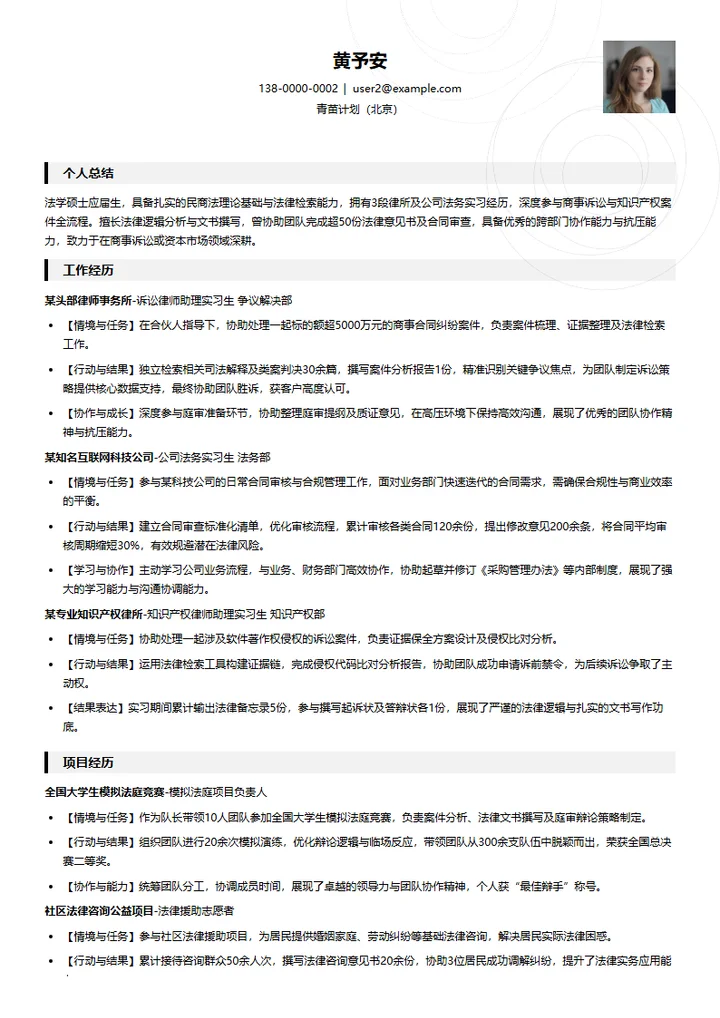 黄予安
138-0000-0002 | user2@example.com
青苗计划（北京）
个人总结
法学硕士应届生，具备扎实的民商法理论基础与法律检索能力，拥有3段律所及公司法务实习经历，深度参与商事诉讼与知识产权案
件全流程。擅长法律逻辑分析与文书撰写，曾协助团队完成超50份法律意见书及合同审查，具备优秀的跨部门协作能力与抗压能
力，致力于在商事诉讼或资本市场领域深耕。
工作经历
某头部律师事务所-诉讼律师助理实习生 争议解决部
• 【情境与任务】在合伙人指导下，协助处理一起标的额超5000万元的商事合同纠纷案件，负责案件梳理、证据整理及法律检索
工作。
• 【行动与结果】独立检索相关司法解释及类案判决30余篇，撰写案件分析报告1份，精准识别关键争议焦点，为团队制定诉讼策
略提供核心数据支持，最终协助团队胜诉，获客户高度认可。
• 【协作与成长】深度参与庭审准备环节，协助整理庭审提纲及质证意见，在高压环境下保持高效沟通，展现了优秀的团队协作精
神与抗压能力。
某知名互联网科技公司-公司法务实习生 法务部
• 【情境与任务】参与某科技公司的日常合同审核与合规管理工作，面对业务部门快速迭代的合同需求，需确保合规性与商业效率
的平衡。
• 【行动与结果】建立合同审查标准化清单，优化审核流程，累计审核各类合同120余份，提出修改意见200余条，将合同平均审
核周期缩短30%，有效规避潜在法律风险。
• 【学习与协作】主动学习公司业务流程，与业务、财务部门高效协作，协助起草并修订《采购管理办法》等内部制度，展现了强
大的学习能力与沟通协调能力。
某专业知识产权律所-知识产权律师助理实习生 知识产权部
• 【情境与任务】协助处理一起涉及软件著作权侵权的诉讼案件，负责证据保全方案设计及侵权比对分析。
• 【行动与结果】运用法律检索工具构建证据链，完成侵权代码比对分析报告，协助团队成功申请诉前禁令，为后续诉讼争取了主
动权。
• 【结果表达】实习期间累计输出法律备忘录5份，参与撰写起诉状及答辩状各1份，展现了严谨的法律逻辑与扎实的文书写作功
底。
项目经历
全国大学生模拟法庭竞赛-模拟法庭项目负责人
• 【情境与任务】作为队长带领10人团队参加全国大学生模拟法庭竞赛，负责案件分析、法律文书撰写及庭审辩论策略制定。
• 【行动与结果】组织团队进行20余次模拟演练，优化辩论逻辑与临场反应，带领团队从300余支队伍中脱颖而出，荣获全国总决
赛二等奖。
• 【协作与能力】统筹团队分工，协调成员时间，展现了卓越的领导力与团队协作精神，个人获“最佳辩手”称号。
社区法律咨询公益项目-法律援助志愿者
• 【情境与任务】参与社区法律援助项目，为居民提供婚姻家庭、劳动纠纷等基础法律咨询，解决居民实际法律困惑。
• 【行动与结果】累计接待咨询群众50余人次，撰写法律咨询意见书20余份，协助3位居民成功调解纠纷，提升了法律实务应用能